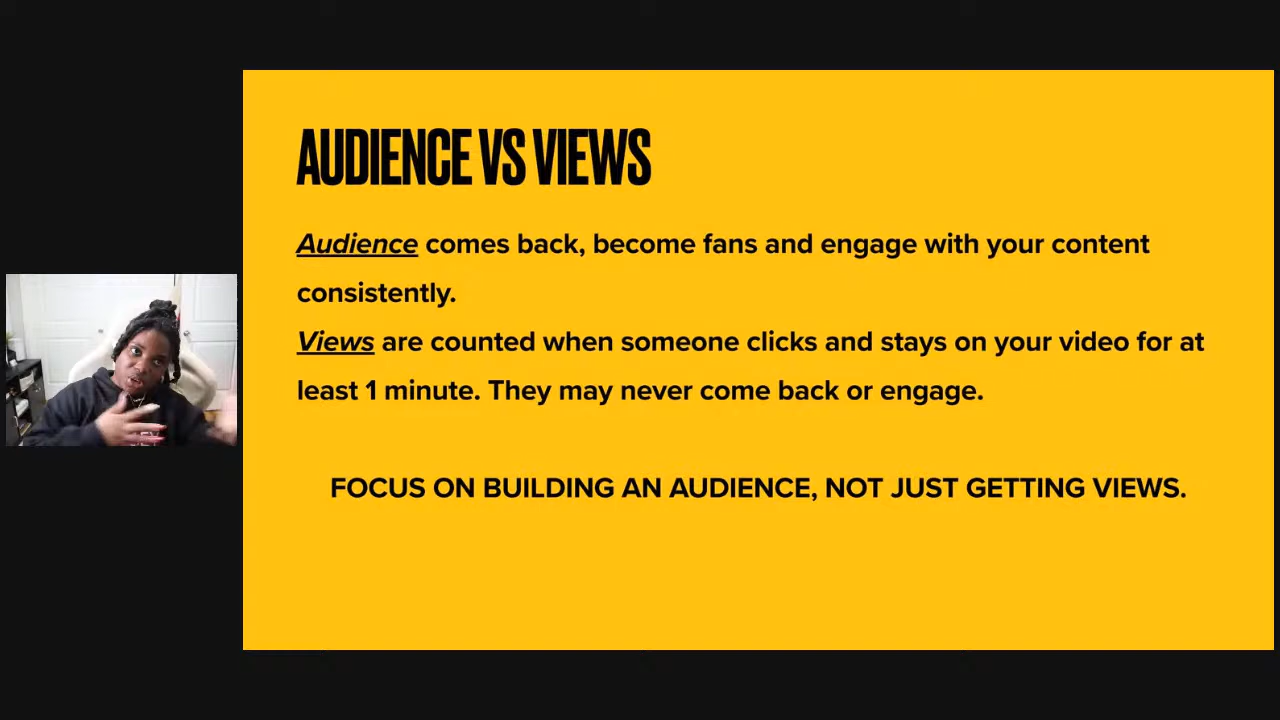 AUDIENCE VS VIEWS
Audience comes back, become fans and engage with your content
consistently.
Views are counted when someone clicks and stays on your video for at
least 1 minute. They may never come back or engage.
FOCUS ON BUILDING AN AUDIENCE, NOT JUST GETTING VIEWS.